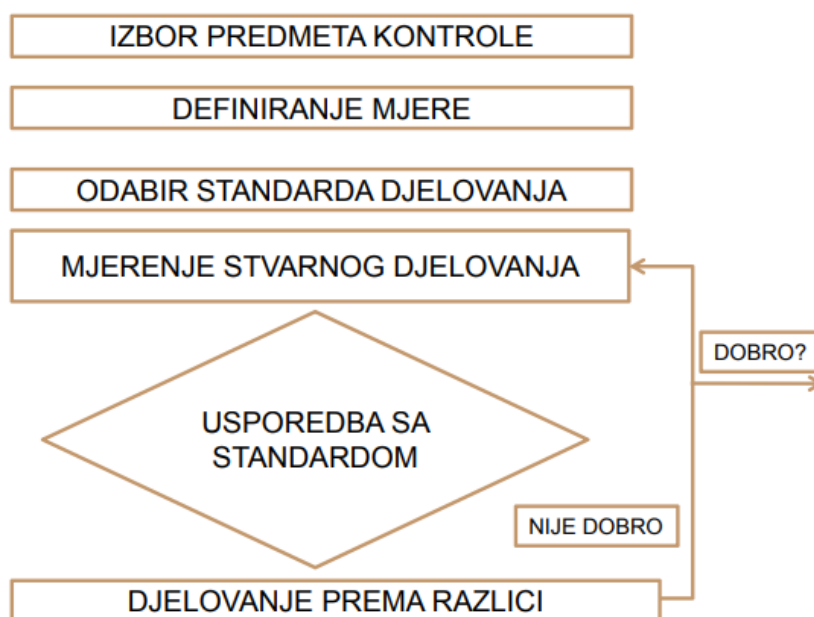 IZBOR PREDMETA KONTROLE
DEFINIRANJE MJERE
ODABIR STANDARDA DJELOVANJA
MJERENJE STVARNOG DJELOVANJA
DOBRO?
USPOREDBA SA
STANDARDOM
NIJE DOBRO
DJELOVANJE PREMA RAZLICI